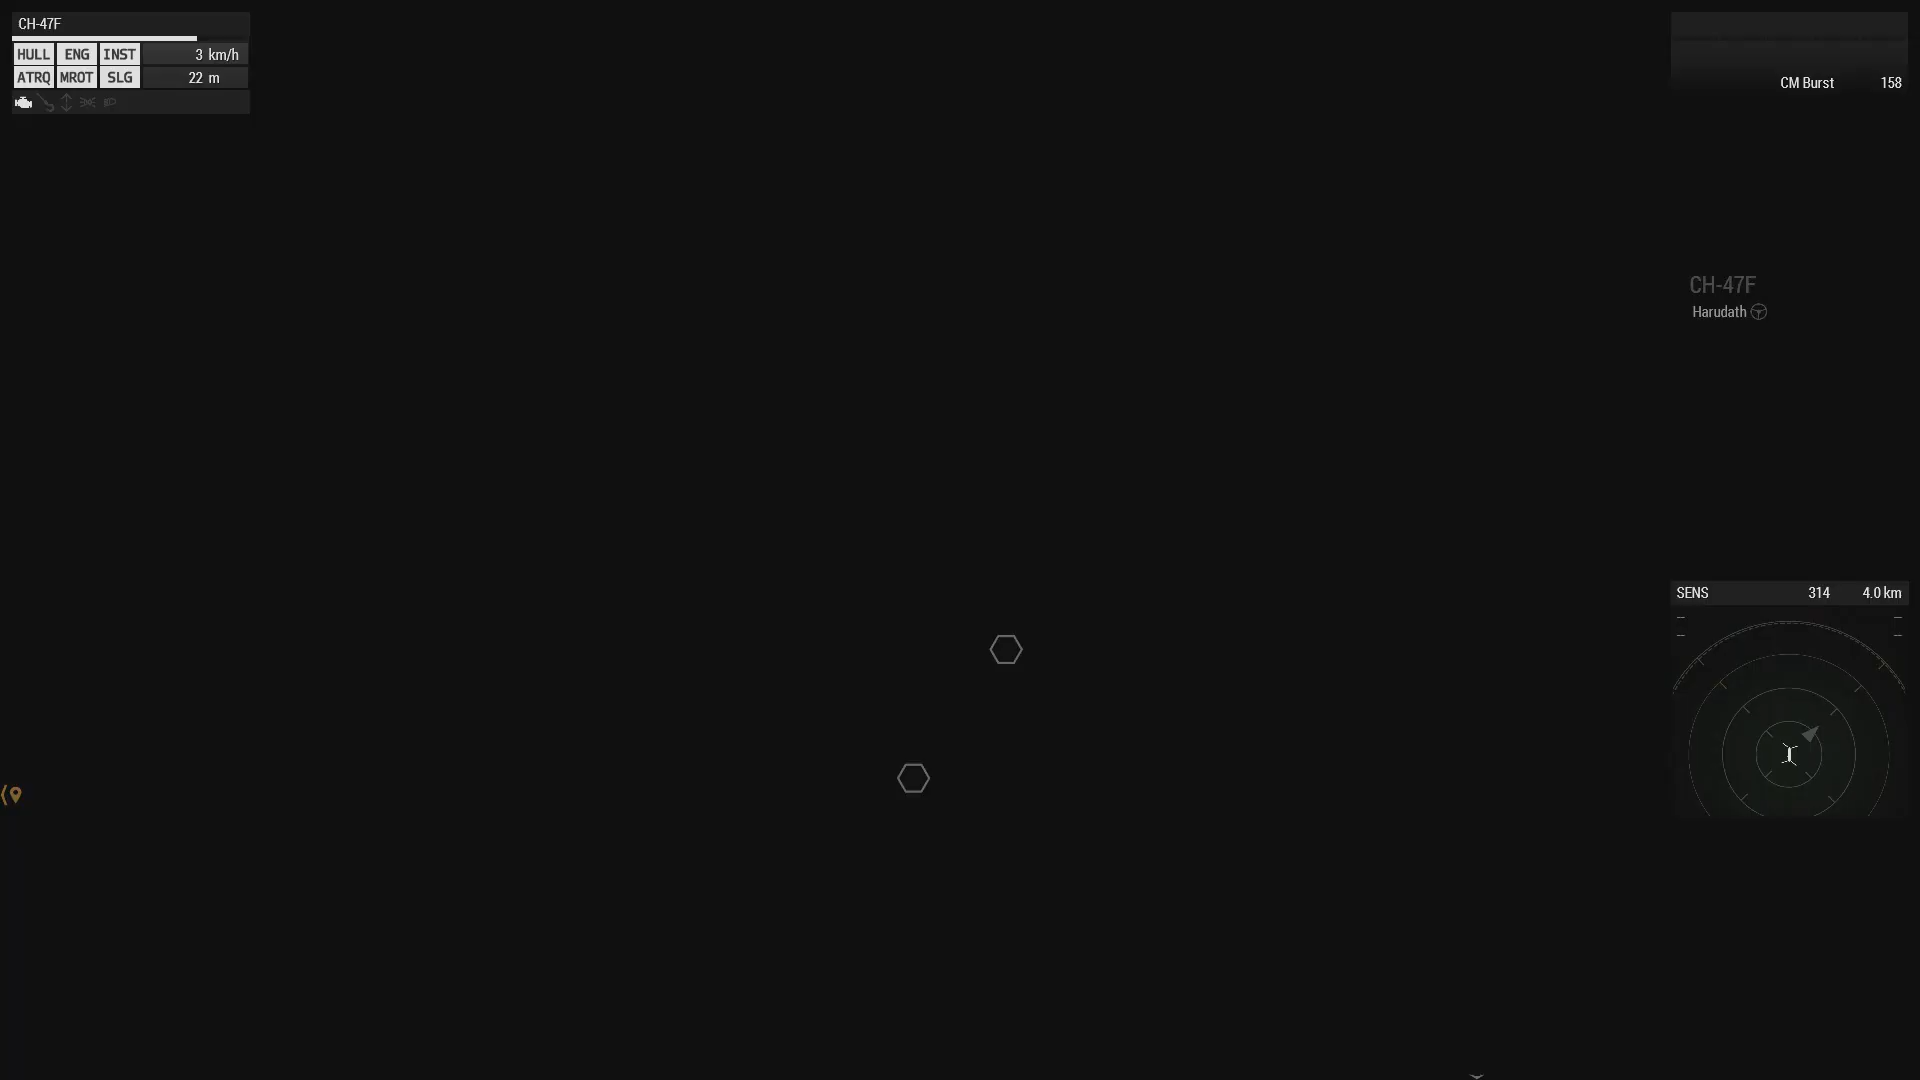 CH-47F
HULL ENG INST 3 km/h
ATRQ MROT SLG 22 m
CM Burst 158
CH-47F
Harudath
SENS 314 4.0 km